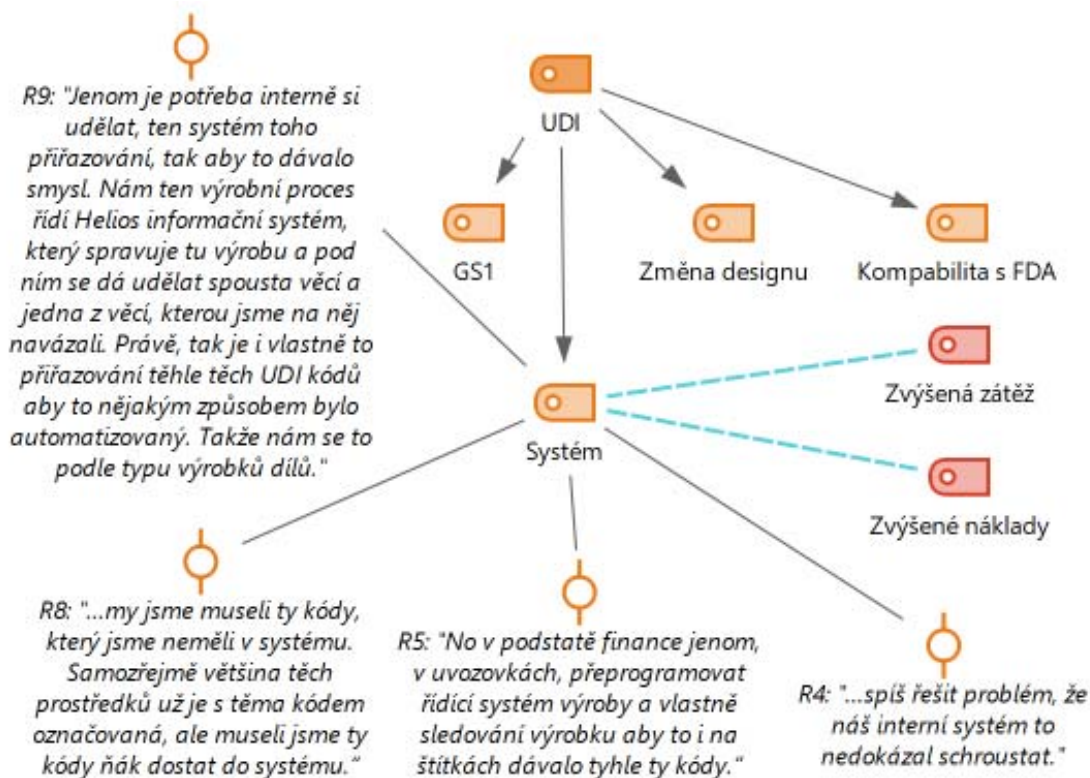 R9: "Jenom je potřeba interně si
udělat, ten systém toho
přiřazování, tak aby to dávalo
smysl. Nám ten výrobní proces
řídí Helios informační systém,
který spravuje tu výrobu a pod
ním se dá udělat spousta věcí a
jedna z věcí, kterou jsme na něj
navázali. Právě, tak je i vlastně to
přiřazování těhle těch UDI kódů
aby to nějakým způsobem bylo
automatizovaný. Takže nám se to
podle typu výrobků dílů."
UDI
GS1
Změna designu
Kompabilita s FDA
Zvýšená zátěž
Systém
Zvýšené náklady
R8: "...my jsme museli ty kódy,
který jsme neměli v systému.
Samozřejmě většina těch
prostředků už je s těma kódem
označovaná, ale museli jsme ty
kódy ňák dostat do systému.“
R5: "No v podstatě finance jenom,
v uvozovkách, přeprogramovat
řídící systém výroby a vlastně
sledování výrobku aby to i na
štítkách dávalo tyhle ty kódy.“
R4: "...spíš řešit problém, že
náš interní systém to
nedokázal schroustat."